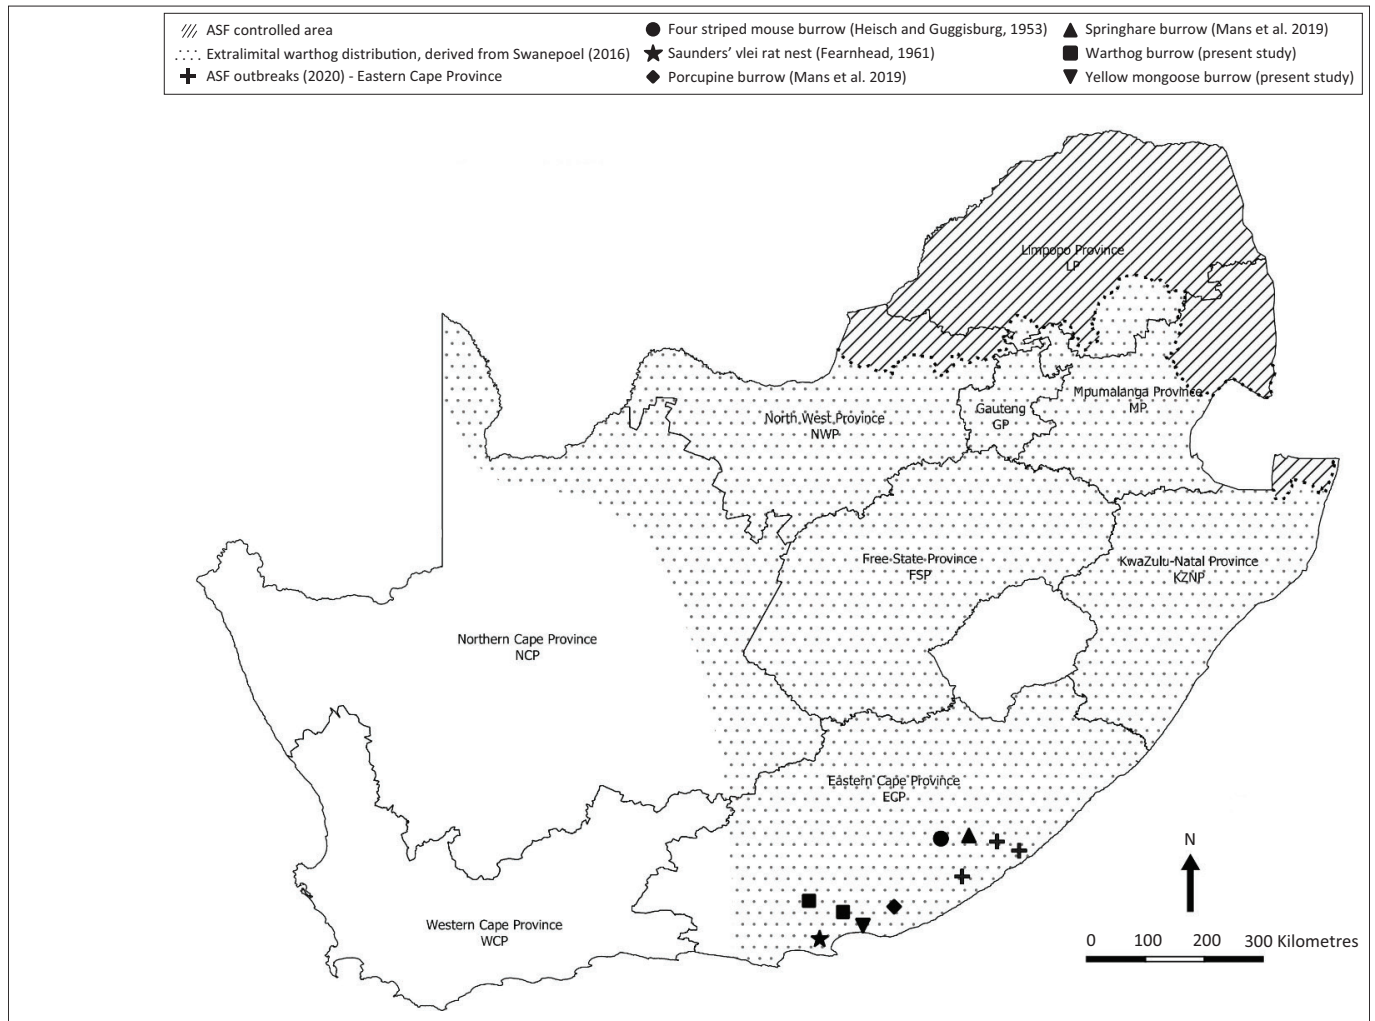 ASF controlled area
Extralimital warthog distribution, derived from Swanepoel (2016)
ASF outbreaks (2020) - Eastern Cape Province
Four striped mouse burrow (Heisch and Guggisburg, 1953)
Saunders' vlei rat nest (Fearnhead, 1961)
Porcupine burrow (Mans et al. 2019)
Springhare burrow (Mans et al. 2019)
Warthog burrow (present study)
Yellow mongoose burrow (present study)
Limpopo Province
LP
Mpumalanga Province
MP
Gauteng
GP
North West Province
NWP
Free State Province
FSP
KwaZulu-Natal Province
KZNP
Northern Cape Province
NCP
Eastern Cape Province
ECP
Western Cape Province
WCP
N
0 100 200 300 Kilometres